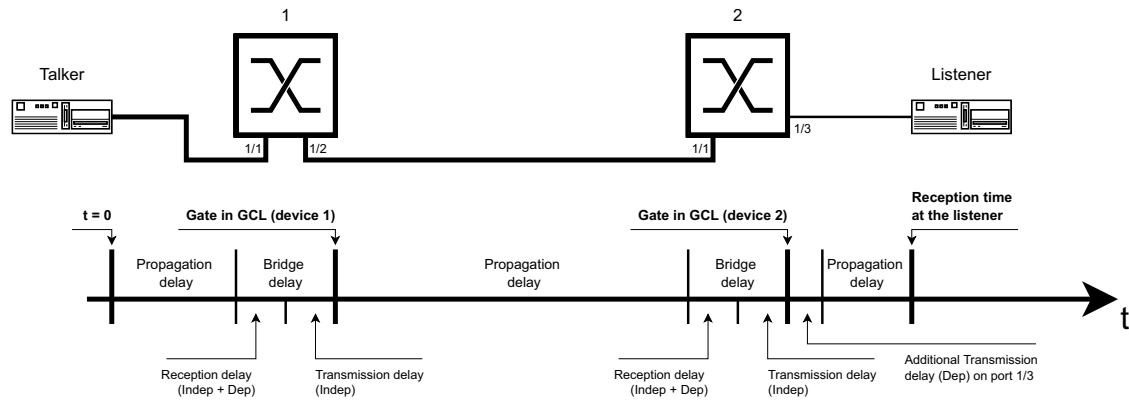 1
2
Talker
Listener
1/1
1/2
1/1
1/3
t = 0
Gate in GCL (device 1)
Gate in GCL (device 2)
Reception time
at the listener
Propagation
delay
Bridge
delay
Propagation
delay
Bridge
delay
Propagation
delay
t
Reception delay
(Indep + Dep)
Transmission delay
(Indep)
Reception delay
(Indep + Dep)
Transmission delay
(Indep)
Additional Transmission
delay (Dep) on port 1/3